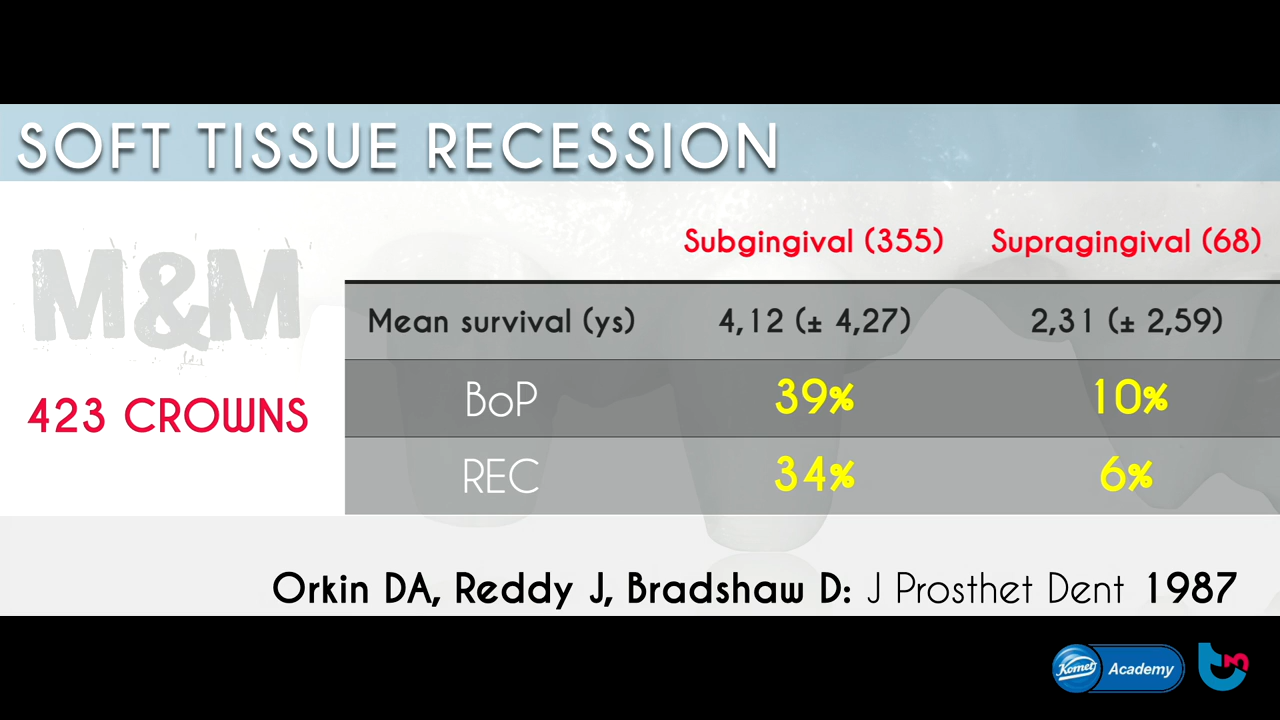 SOFT TISSUE RECESSION
M&M
423 CROWNS
Subgingival (355) Supragingival (68)
Mean survival (ys) 4,12 (± 4,27) 2,31 (± 2,59)
BoP 39% 10%
REC 34% 6%
Orkin DA, Reddy J, Bradshaw D: J Prosthet Dent 1987
Komet Academy tm